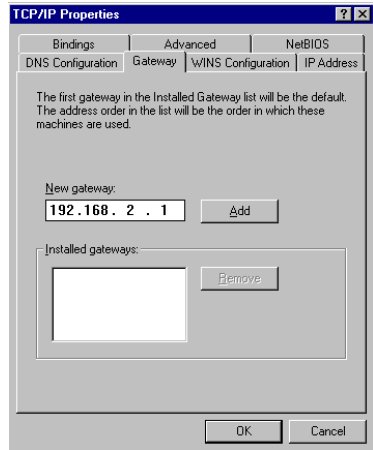 TCP/IP Properties
Bindings Advanced NetBIOS
DNS Configuration Gateway WINS Configuration IP Address
The first gateway in the Installed Gateway list will be the default.
The address order in the list will be the order in which these
machines are used.
New gateway:
192.168. 2 . 1 Add
Installed gateways:
Remove
OK Cancel